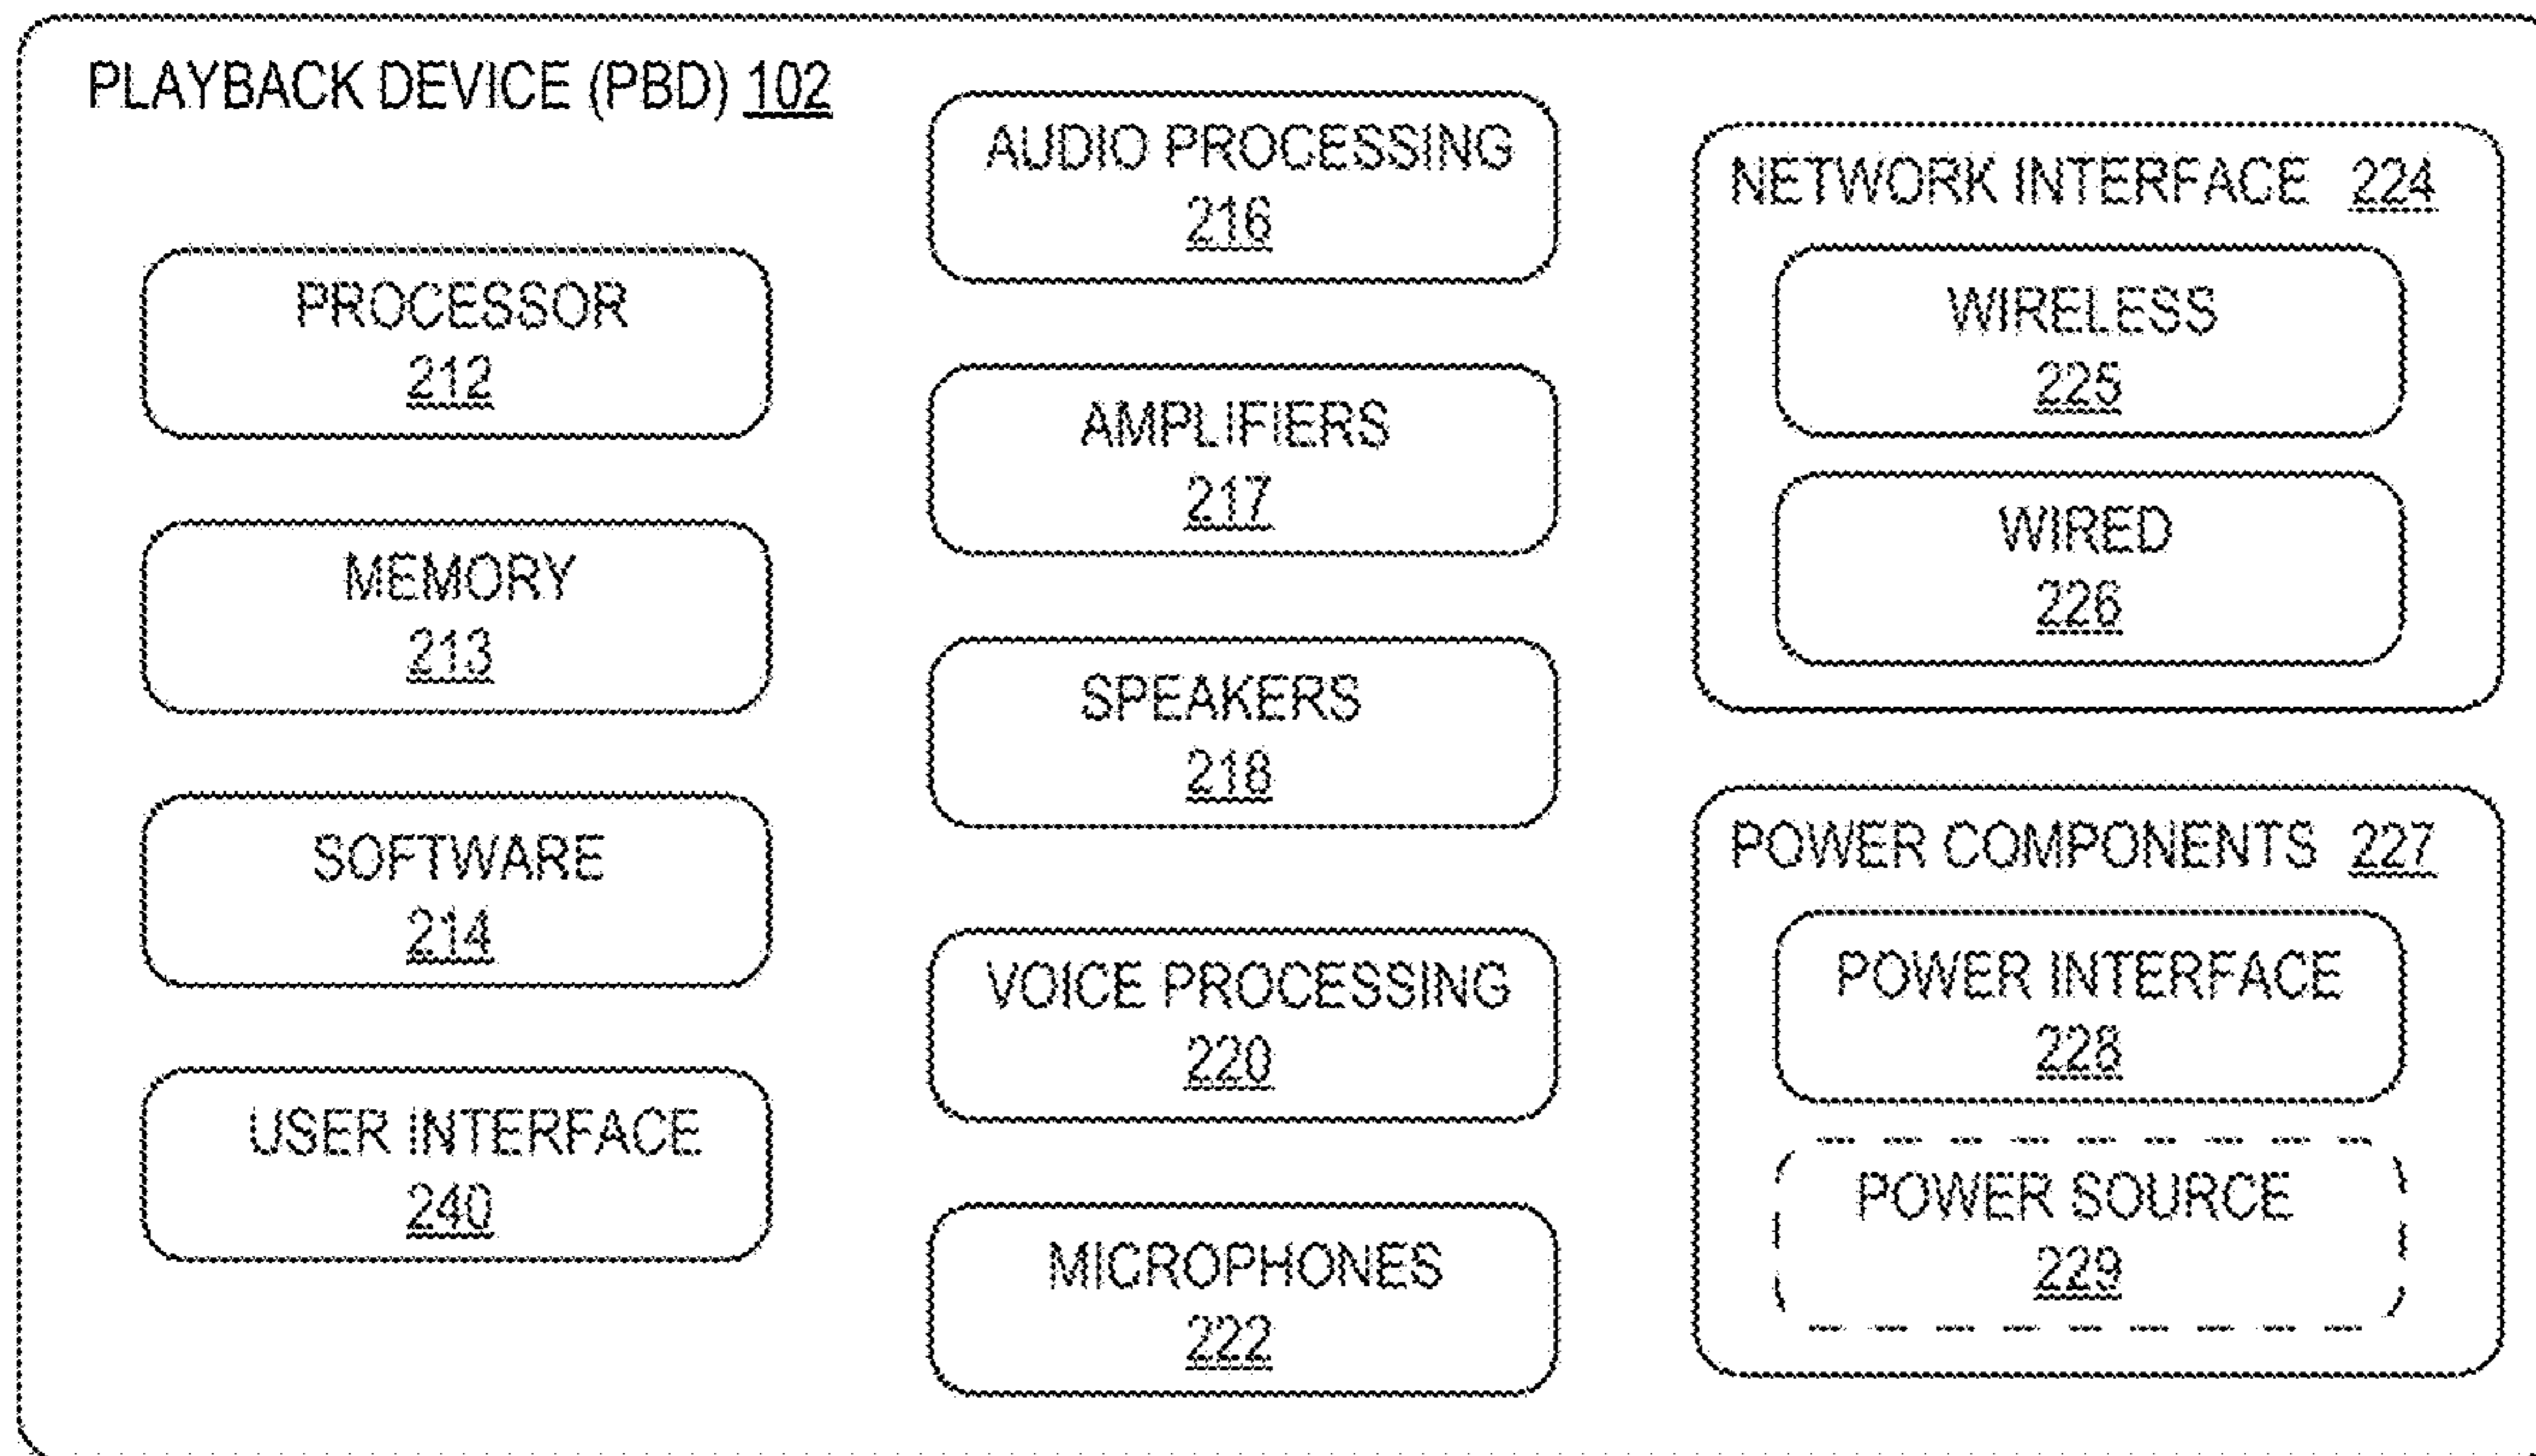 PLAYBACK DEVICE (PBD) 102
PROCESSOR
212
MEMORY
213
SOFTWARE
214
USER INTERFACE
240
AUDIO PROCESSING
216
AMPLIFIERS
217
SPEAKERS
218
VOICE PROCESSING
220
MICROPHONES
222
NETWORK INTERFACE 224
WIRELESS
225
WIRED
226
POWER COMPONENTS 227
POWER INTERFACE
228
POWER SOURCE
229